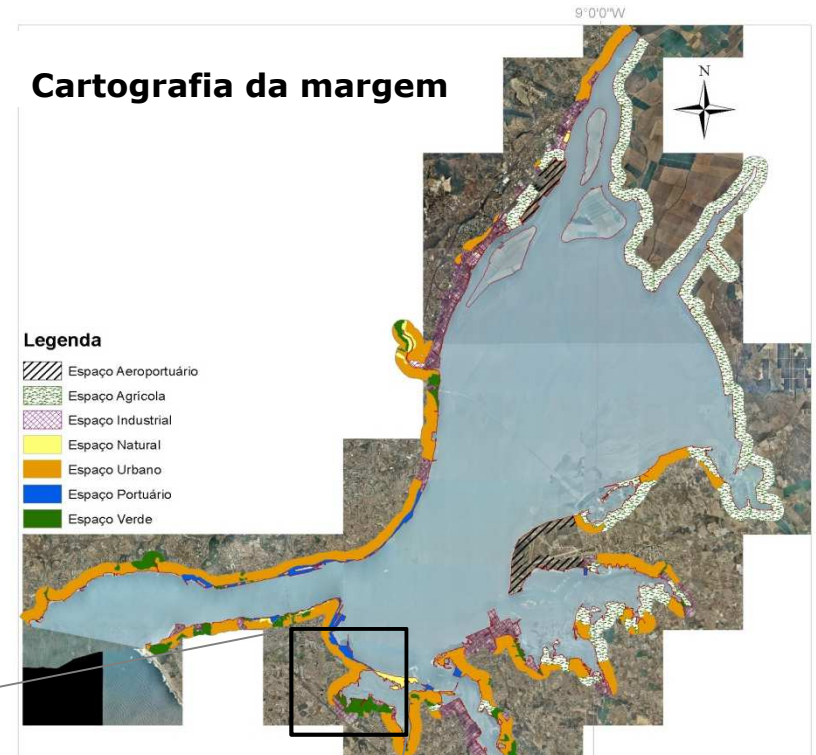 9°0'0"W
Cartografia da margem
N
Legenda
Espaço Aeroportuário
Espaço Agrícola
Espaço Industrial
Espaço Natural
Espaço Urbano
Espaço Portuário
Espaço Verde